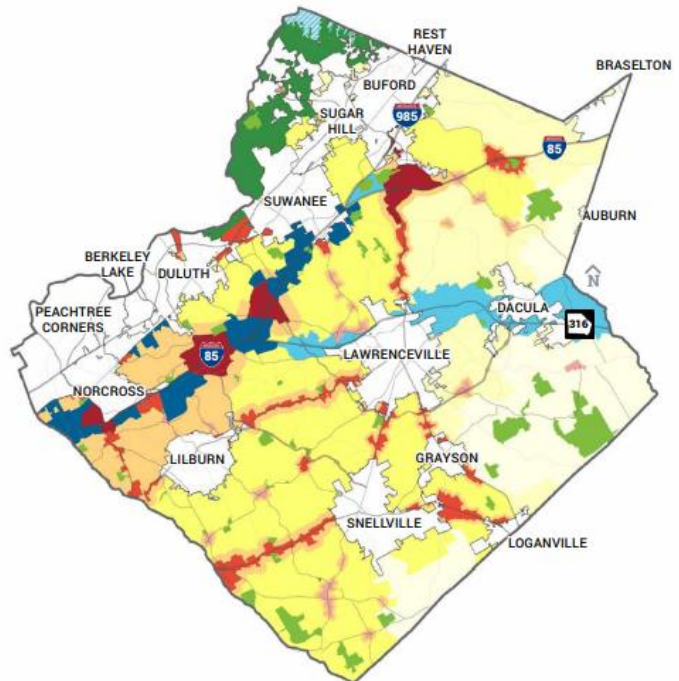 REST
HAVEN
BRASELTON
BUFORD
985
SUGAR
HILL
85
SUWANEE
AUBURN
BERKELEY
LAKE
DULUTH
N
PEACHTREE
CORNERS
DACULA
316
85
LAWRENCEVILLE
NORCROSS
LILBURN
GRAYSON
SNELLVILLE
LOGANVILLE